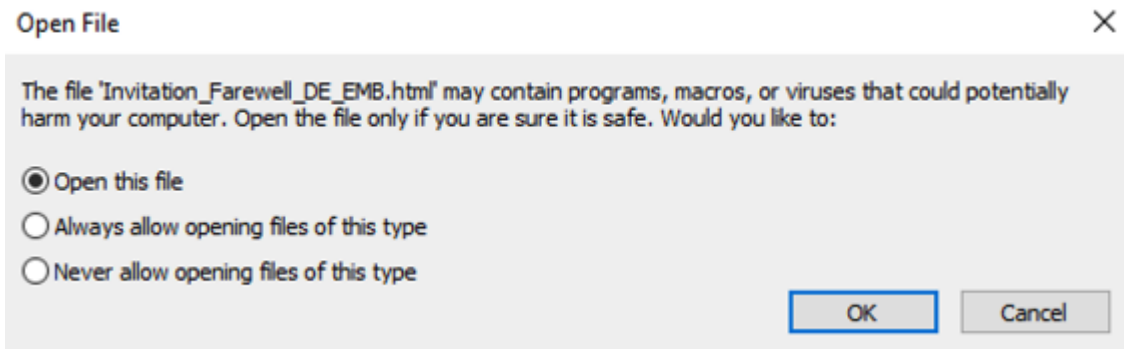 Open File
The file 'Invitation_Farewell_DE_EMB.html' may contain programs, macros, or viruses that could potentially
harm your computer. Open the file only if you are sure it is safe. Would you like to:
Open this file
Always allow opening files of this type
Never allow opening files of this type
OK Cancel